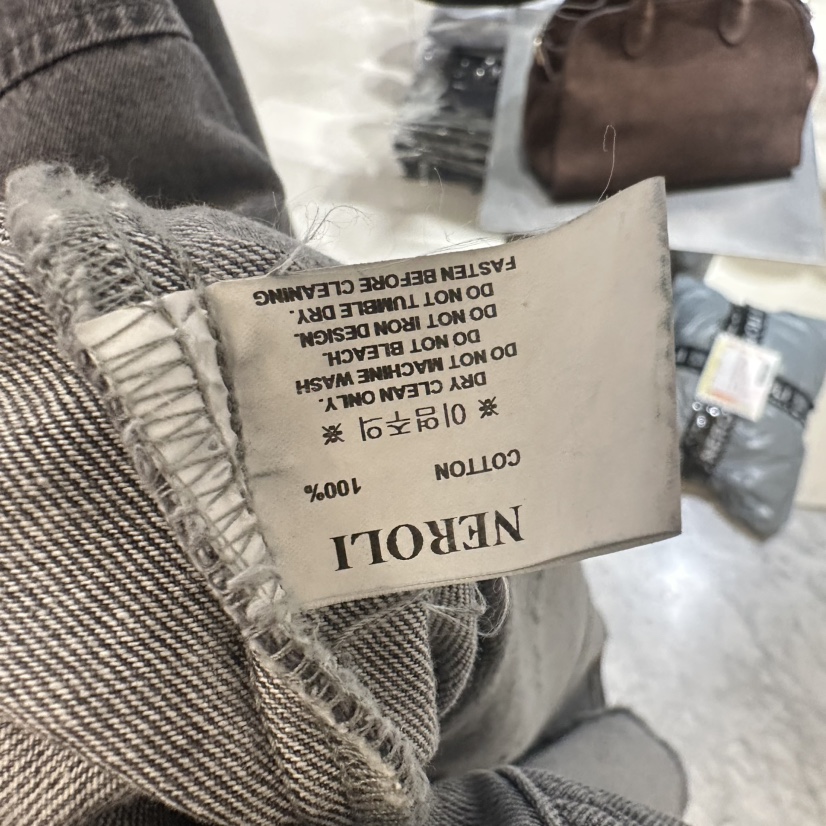 NEROLI
COTTON 100%
※ 이염주의 ※
DRY CLEAN ONLY.
DO NOT MACHINE WASH
DO NOT BLEACH.
DO NOT IRON DESIGN.
DO NOT TUMBLE DRY.
FASTEN BEFORE CLEANING